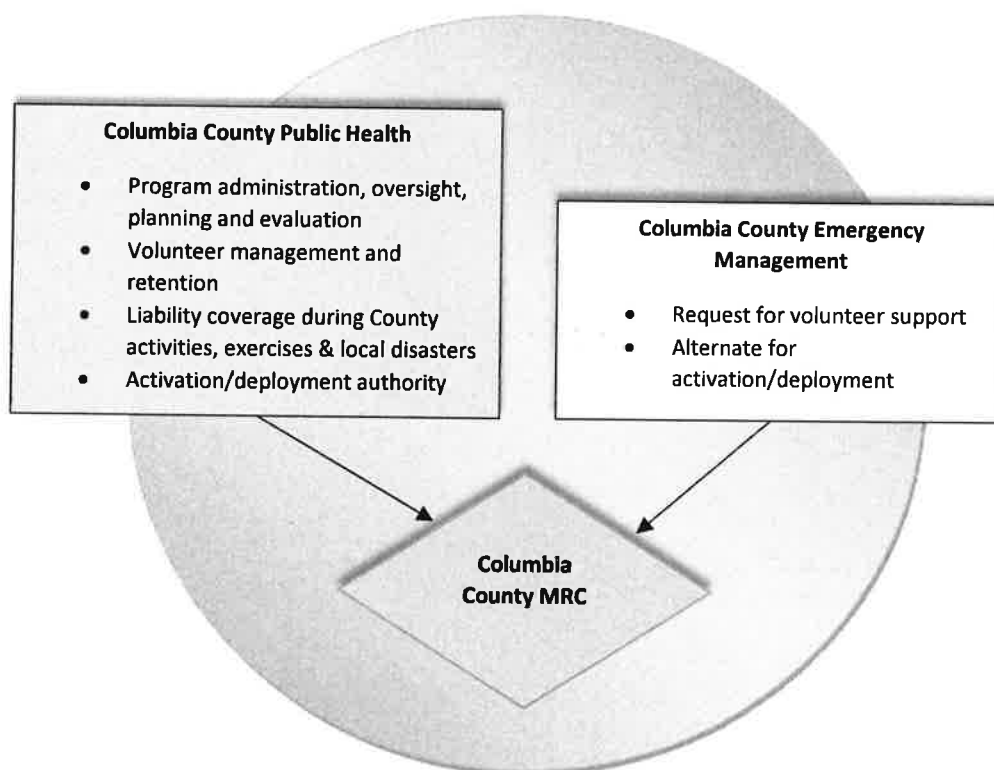 Columbia County Public Health
• Program administration, oversight,
planning and evaluation
• Volunteer management and
retention
• Liability coverage during County
activities, exercises & local disasters
• Activation/deployment authority
Columbia County Emergency
Management
• Request for volunteer support
• Alternate for
activation/deployment
Columbia
County MRC